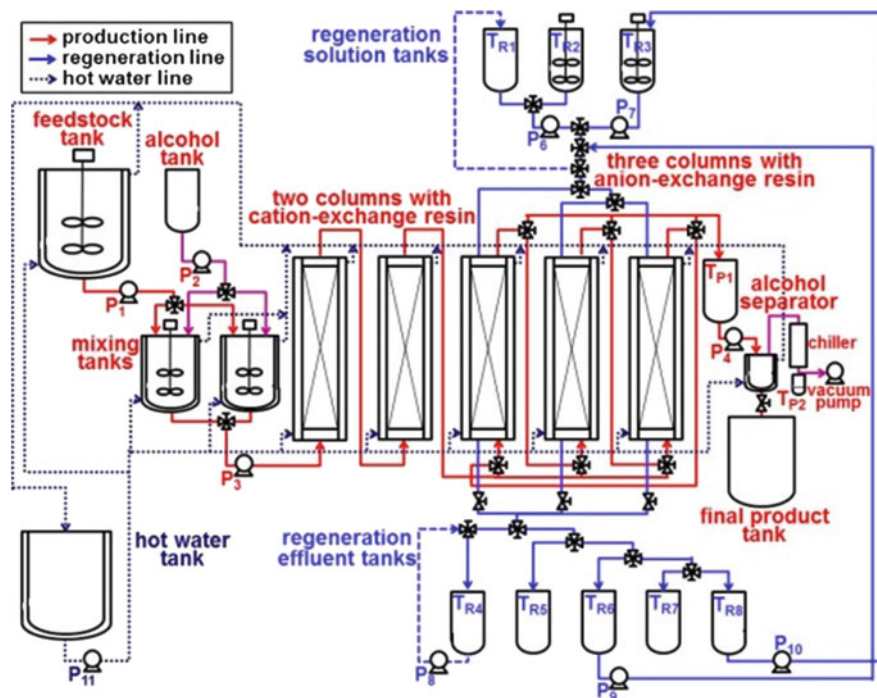 production line
regeneration line
hot water line
regeneration
solution tanks
TR1
TR2
TR3
P6
P7
feedstock
tank
alcohol
tank
two columns with
cation-exchange resin
three columns with
anion-exchange resin
P1
P2
mixing
tanks
P3
TP1
alcohol
separator
P4
chiller
TP2
vacuum
pump
final product
tank
hot water
tank
P11
regeneration
effluent tanks
TR4
TR5
TR6
TR7
TR8
P8
P9
P10